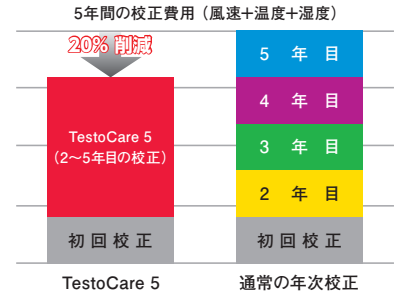 5年間の校正費用（風速+温度+湿度）
20% 削減
TestoCare 5
（2～5年目の校正）
初回校正
5年目
4年目
3年目
2年目
初回校正
TestoCare 5
通常の年次校正